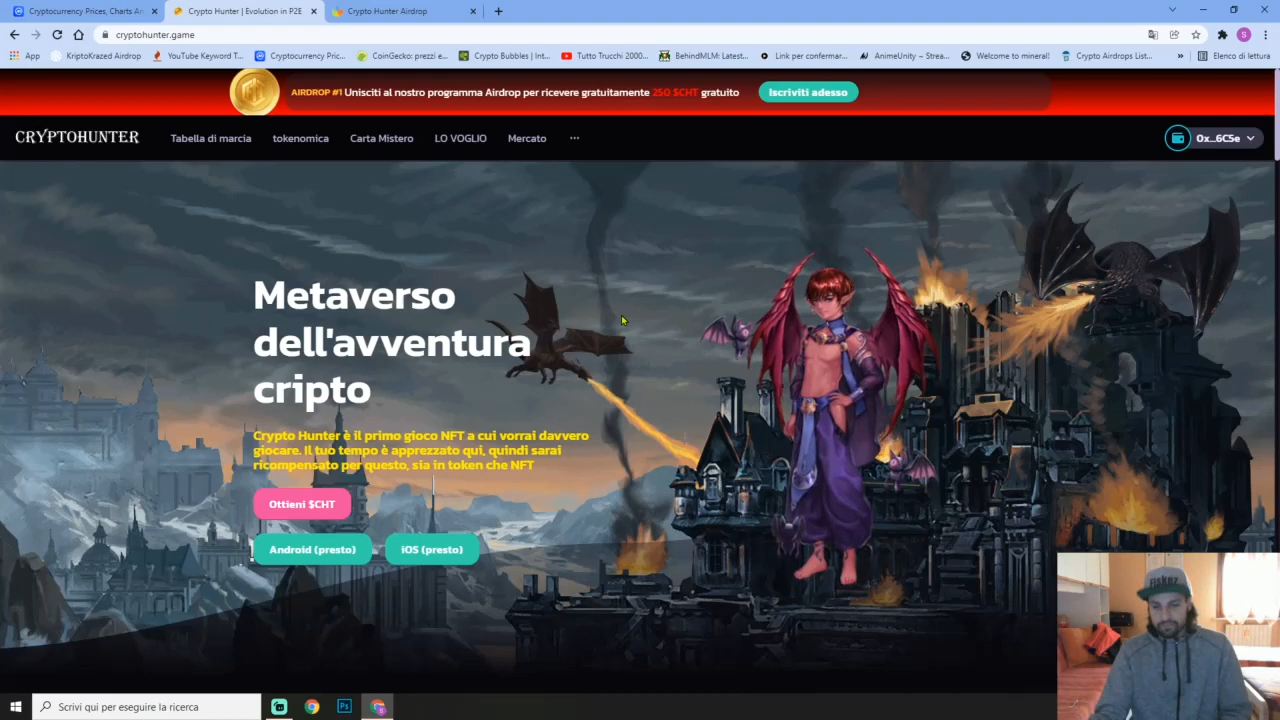 Cryptocurrency Prices, Charts An
Crypto Hunter | Evolution in P2E
Crypto Hunter Airdrop
cryptohunter.game
App
KriptoKrazed Airdrop
YouTube Keyword T...
Cryptocurrency Pric...
CoinGecko: prezzi e...
Crypto Bubbles | Int...
Tutto Trucchi 2000...
BehindMLM: Latest...
Link per confermar...
AnimeUnity ~ Strea...
Welcome to mineral!
Crypto Airdrops List...
»
Elenco di lettura
AIRDROP #1 Unisciti al nostro programma Airdrop per ricevere gratuitamente 250 $CHT gratuito
Iscriviti adesso
CRYPTOHUNTER
Tabella di marcia
tokenomica
Carta Mistero
LO VOGLIO
Mercato
0x...6C5e
Metaverso
dell'avventura
cripto
Crypto Hunter è il primo gioco NFT a cui vorrai davvero
giocare. Il tuo tempo è apprezzato qui, quindi sarai
ricompensato per questo, sia in token che NFT
Ottieni $CHT
Android (presto)
iOS (presto)
Scrivi qui per eseguire la ricerca